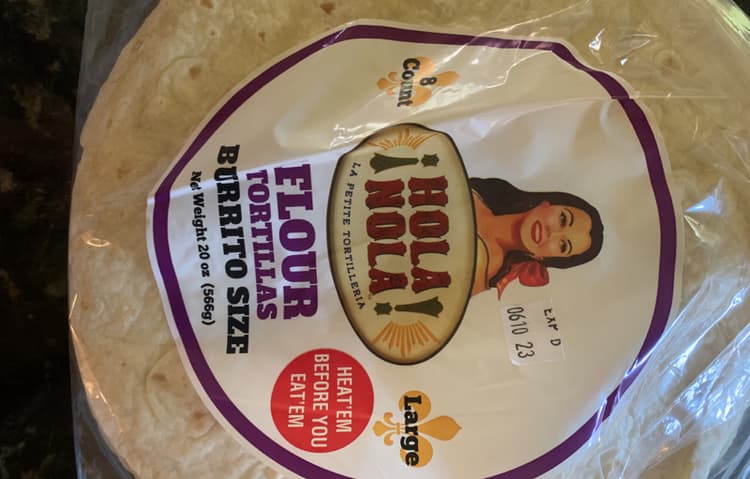 8
Count
¡HOLA
NOLA!
LA PETITE TORTILLERIA
TM
FLOUR
TORTILLAS
BURRITO SIZE
Net Weight 20 oz (566g)
EXP D
0610 23
HEAT'EM
BEFORE YOU
EAT'EM
Large